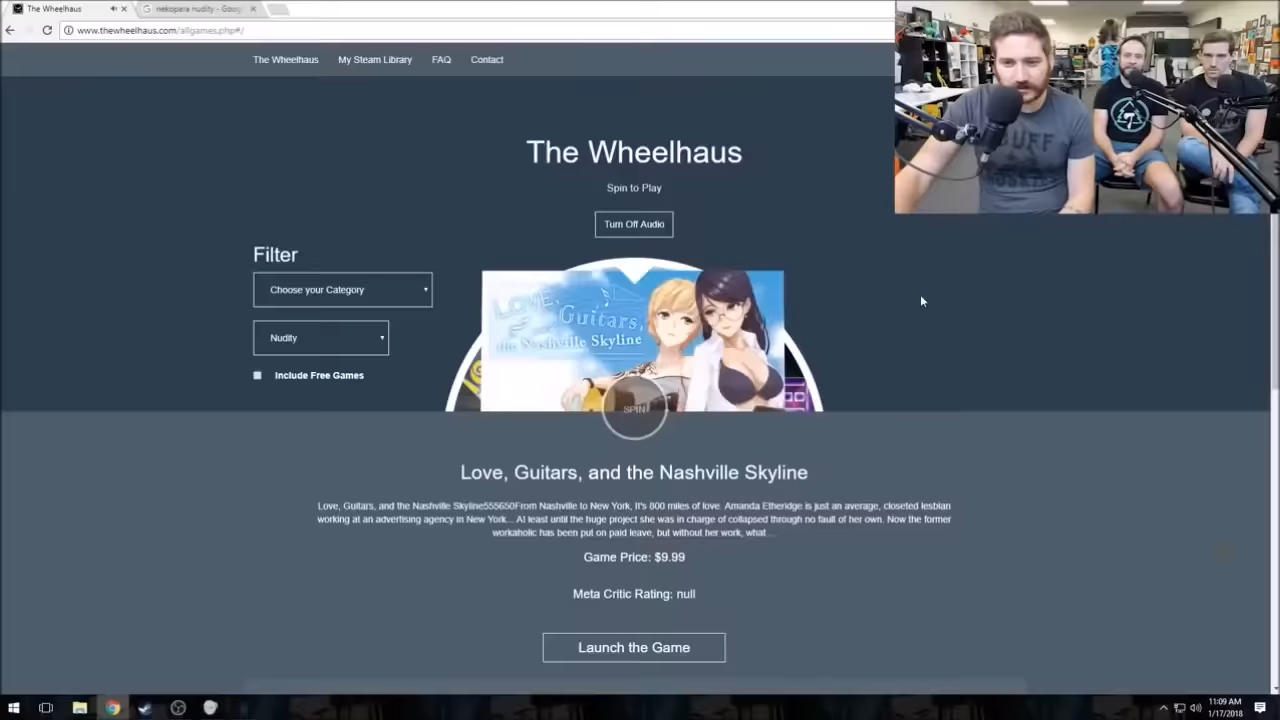 The Wheelhaus
nekopara nudity - Goog
www.thewheelhaus.com/allgames.php#/
The Wheelhaus
My Steam Library
FAQ
Contact
The Wheelhaus
Spin to Play
Turn Off Audio
Filter
Choose your Category
Nudity
Include Free Games
LOVE,
Guitars,
the Nashville Skyline
SPIN
Love, Guitars, and the Nashville Skyline
Love, Guitars, and the Nashville Skyline555650From Nashville to New York, It's 800 miles of love. Amanda Etheridge is just an average, closeted lesbian
working at an advertising agency in New York... At least until the huge project she was in charge of collapsed through no fault of her own. Now the former
workaholic has been put on paid leave, but without her work, what...
Game Price: $9.99
Meta Critic Rating: null
Launch the Game
11:09 AM
1/17/2018